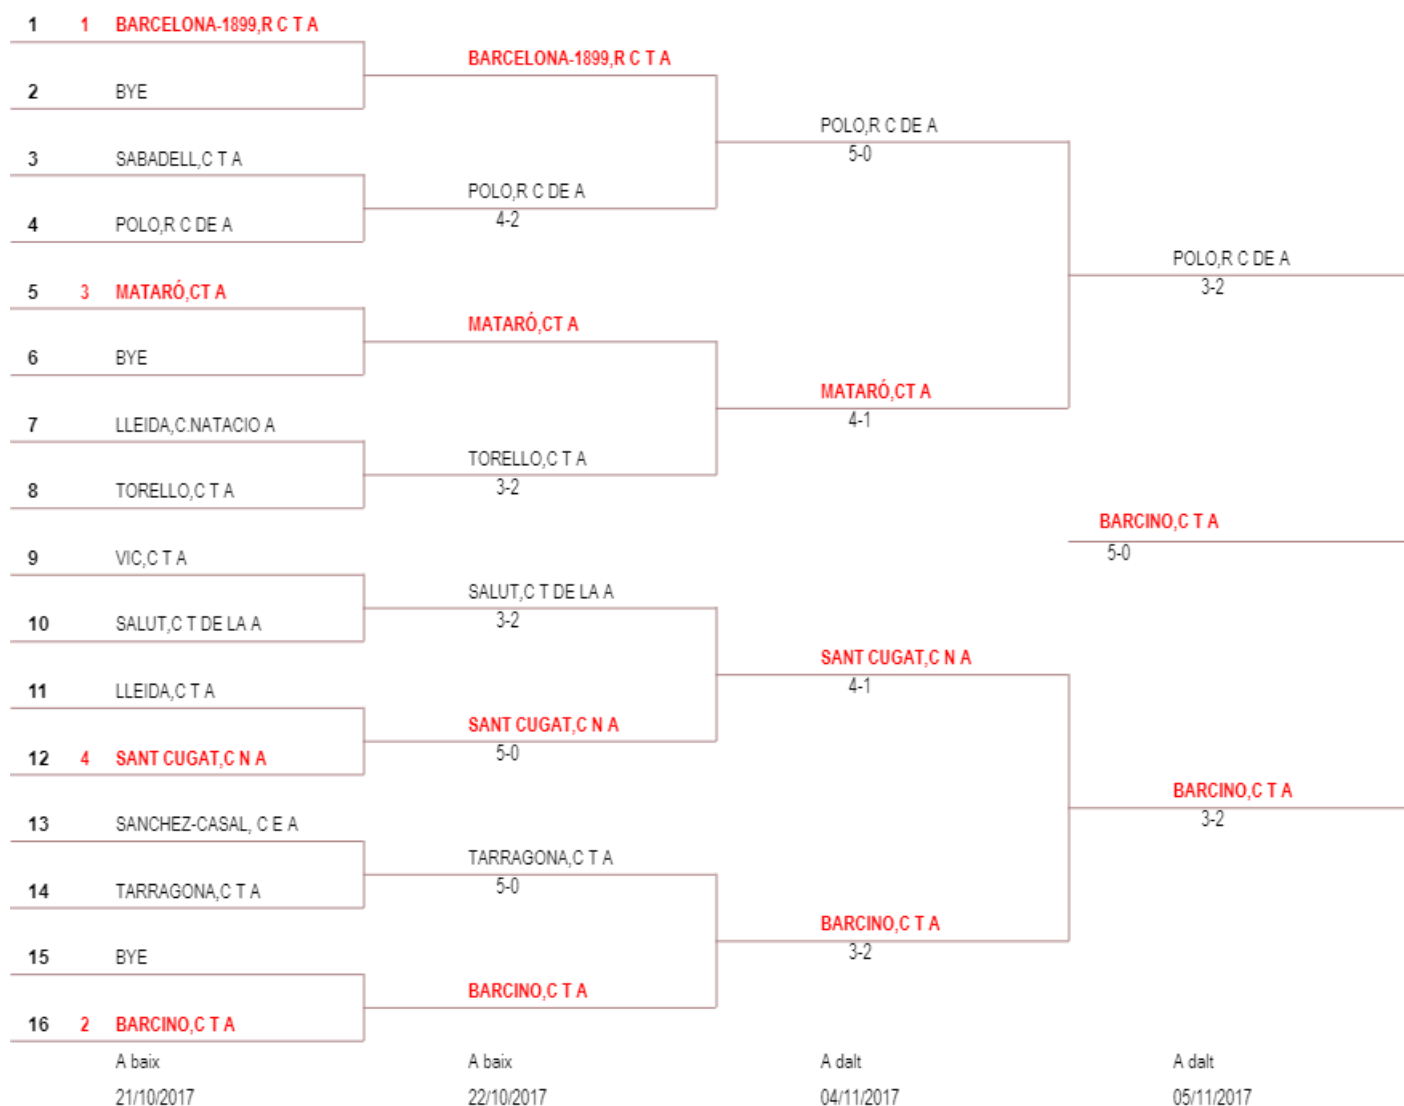 1 1 BARCELONA-1899,R C T A
BARCELONA-1899,R C T A
2 BYE
POLO,R C DE A
5-0
3 SABADELL,C T A
POLO,R C DE A
4-2
4 POLO,R C DE A
POLO,R C DE A
3-2
5 3 MATARÓ,CT A
MATARÓ,CT A
6 BYE
MATARÓ,CT A
4-1
7 LLEIDA,C.NATACIO A
TORELLO,C T A
3-2
8 TORELLO,C T A
BARCINO,C T A
5-0
9 VIC,C T A
SALUT,C T DE LA A
3-2
10 SALUT,C T DE LA A
SANT CUGAT,C N A
4-1
11 LLEIDA,C T A
SANT CUGAT,C N A
5-0
12 4 SANT CUGAT,C N A
BARCINO,C T A
3-2
13 SANCHEZ-CASAL, C E A
TARRAGONA,C T A
5-0
14 TARRAGONA,C T A
BARCINO,C T A
3-2
15 BYE
BARCINO,C T A
16 2 BARCINO,C T A
A baix A baix A dalt A dalt
21/10/2017 22/10/2017 04/11/2017 05/11/2017